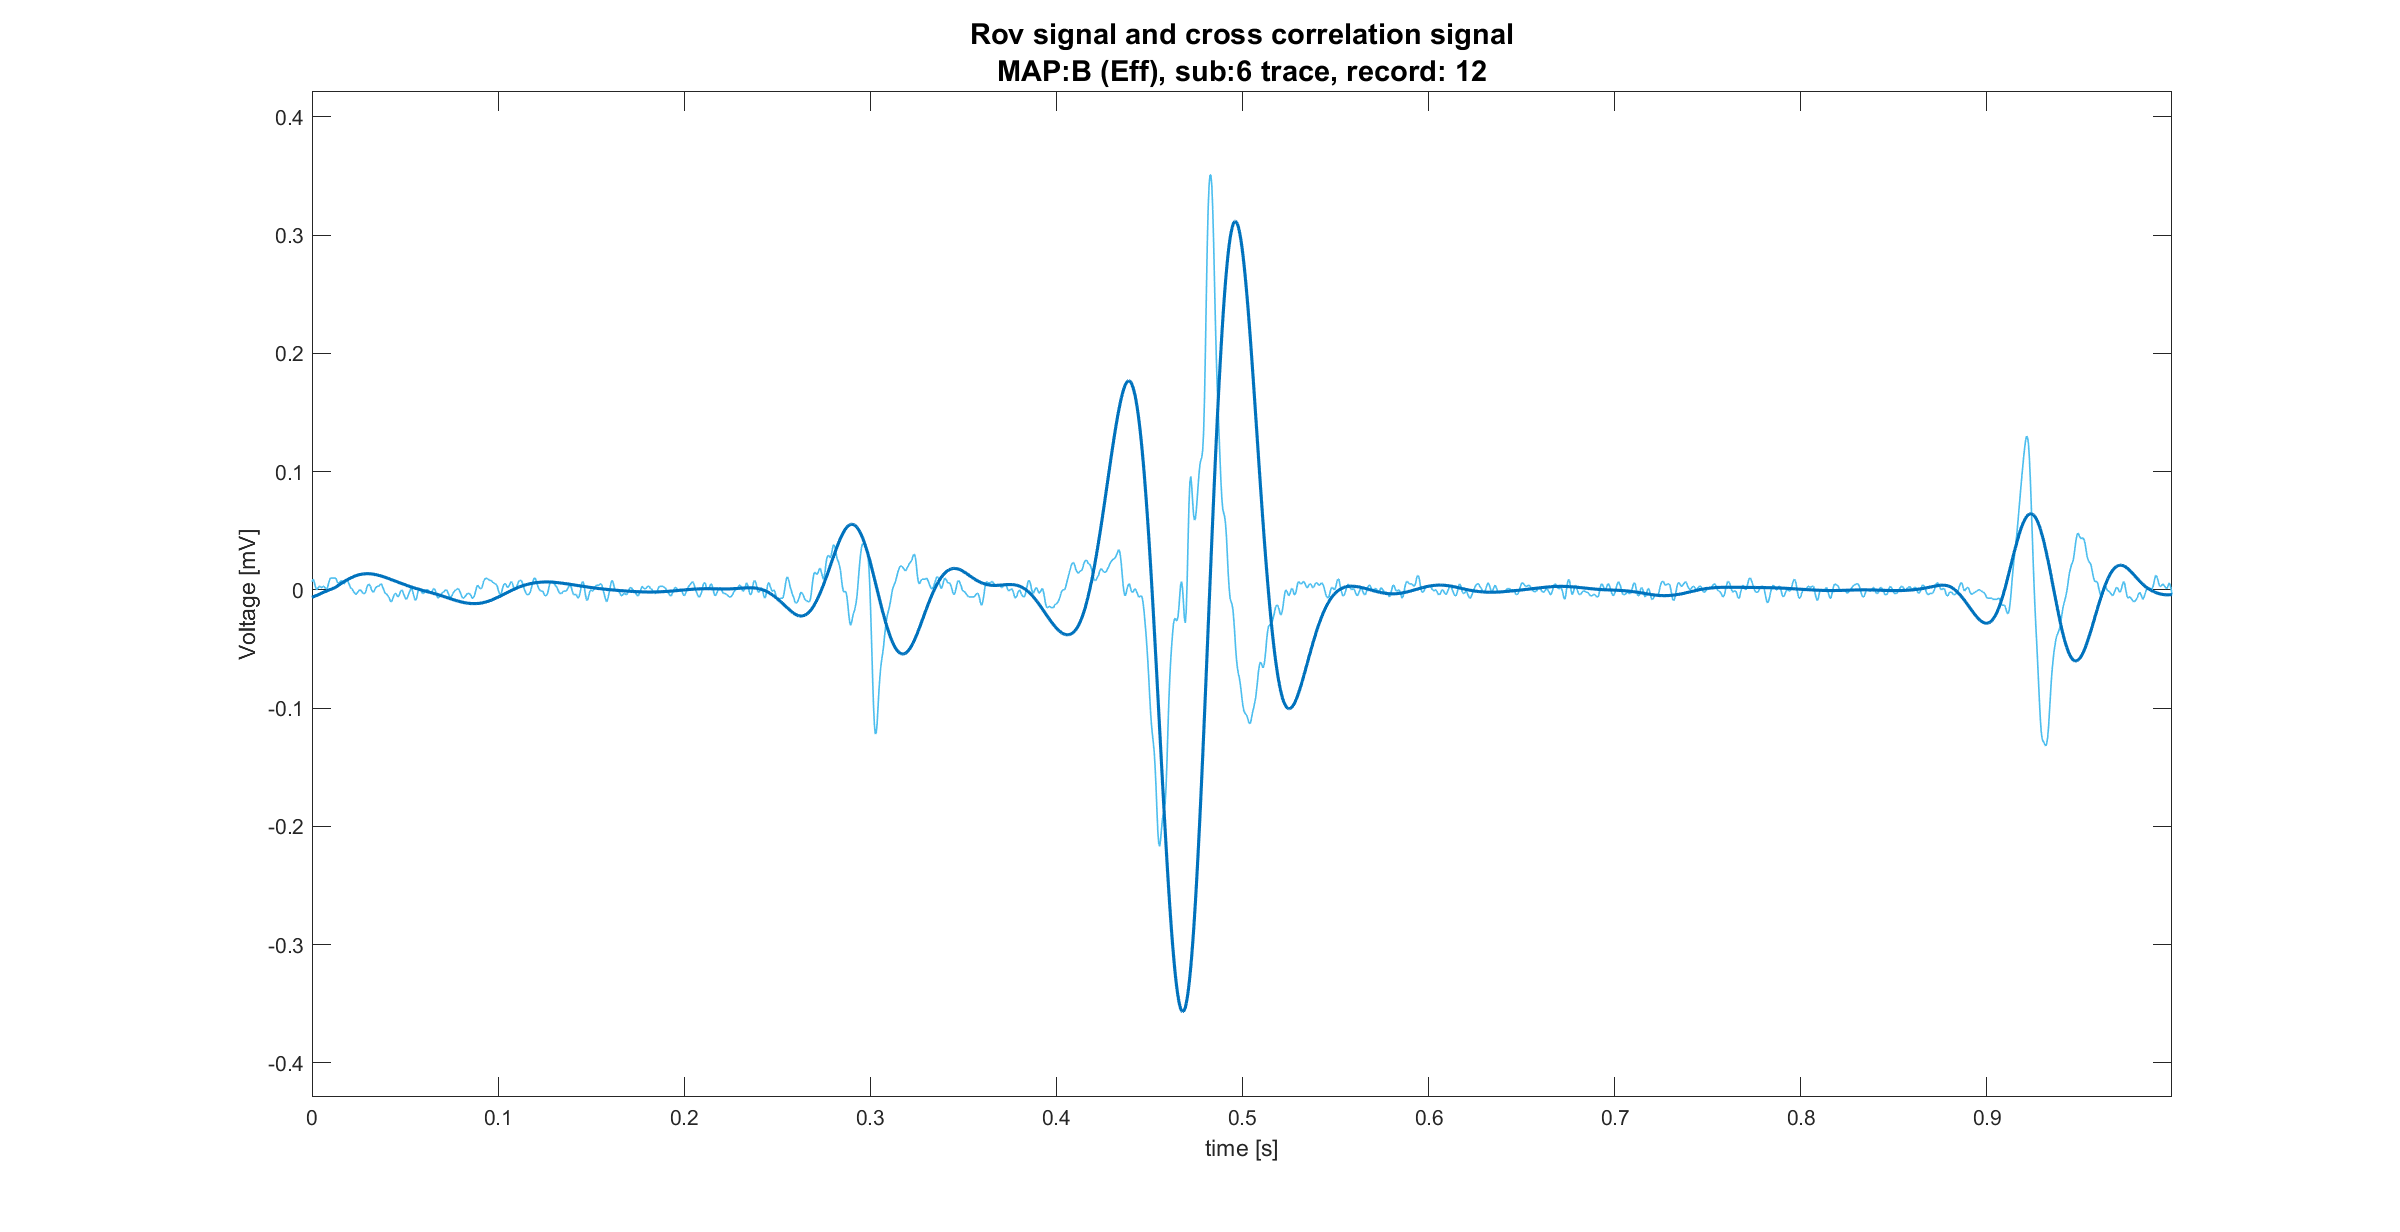 Rov signal and cross correlation signal
MAP:B (Eff), sub:6 trace, record: 12
0.4
0.3
0.2
0.1
0
-0.1
-0.2
-0.3
-0.4
Voltage [mV]
0 0.1 0.2 0.3 0.4 0.5 0.6 0.7 0.8 0.9
time [s]